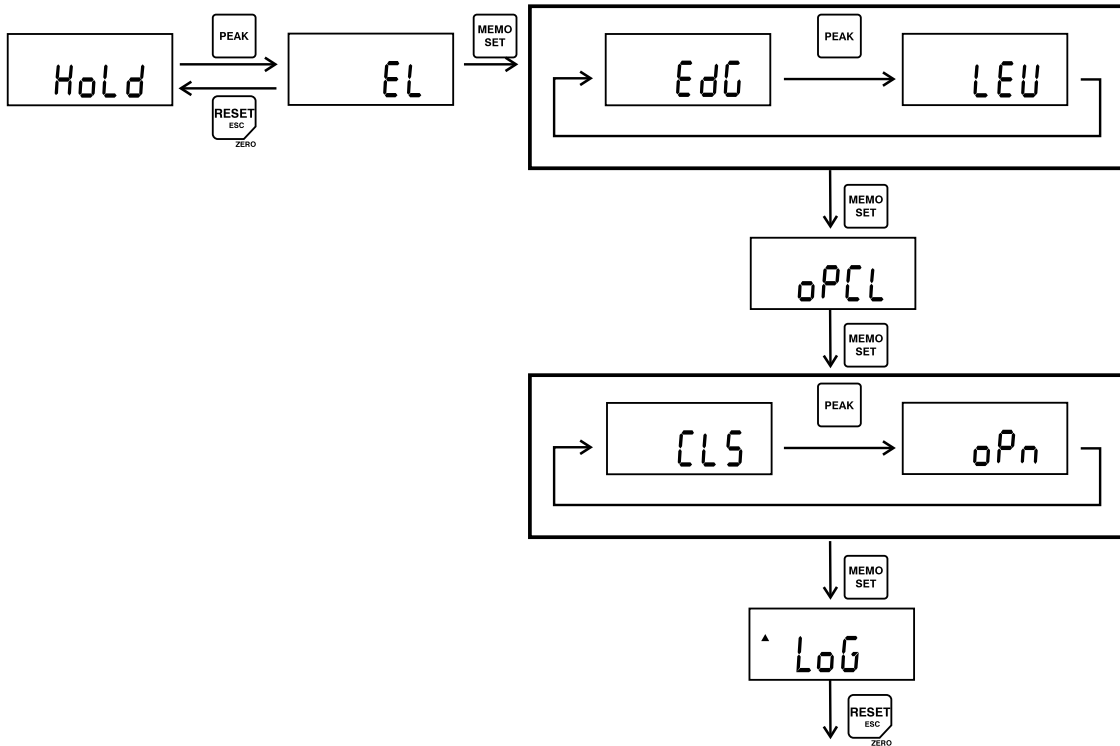 PEAK
MEMO
SET
PEAK
HoLd
EL
EdG
LEU
RESET
ESC
ZERO
MEMO
SET
oPCL
MEMO
SET
PEAK
CLS
oPn
MEMO
SET
▲
LoG
RESET
ESC
ZERO